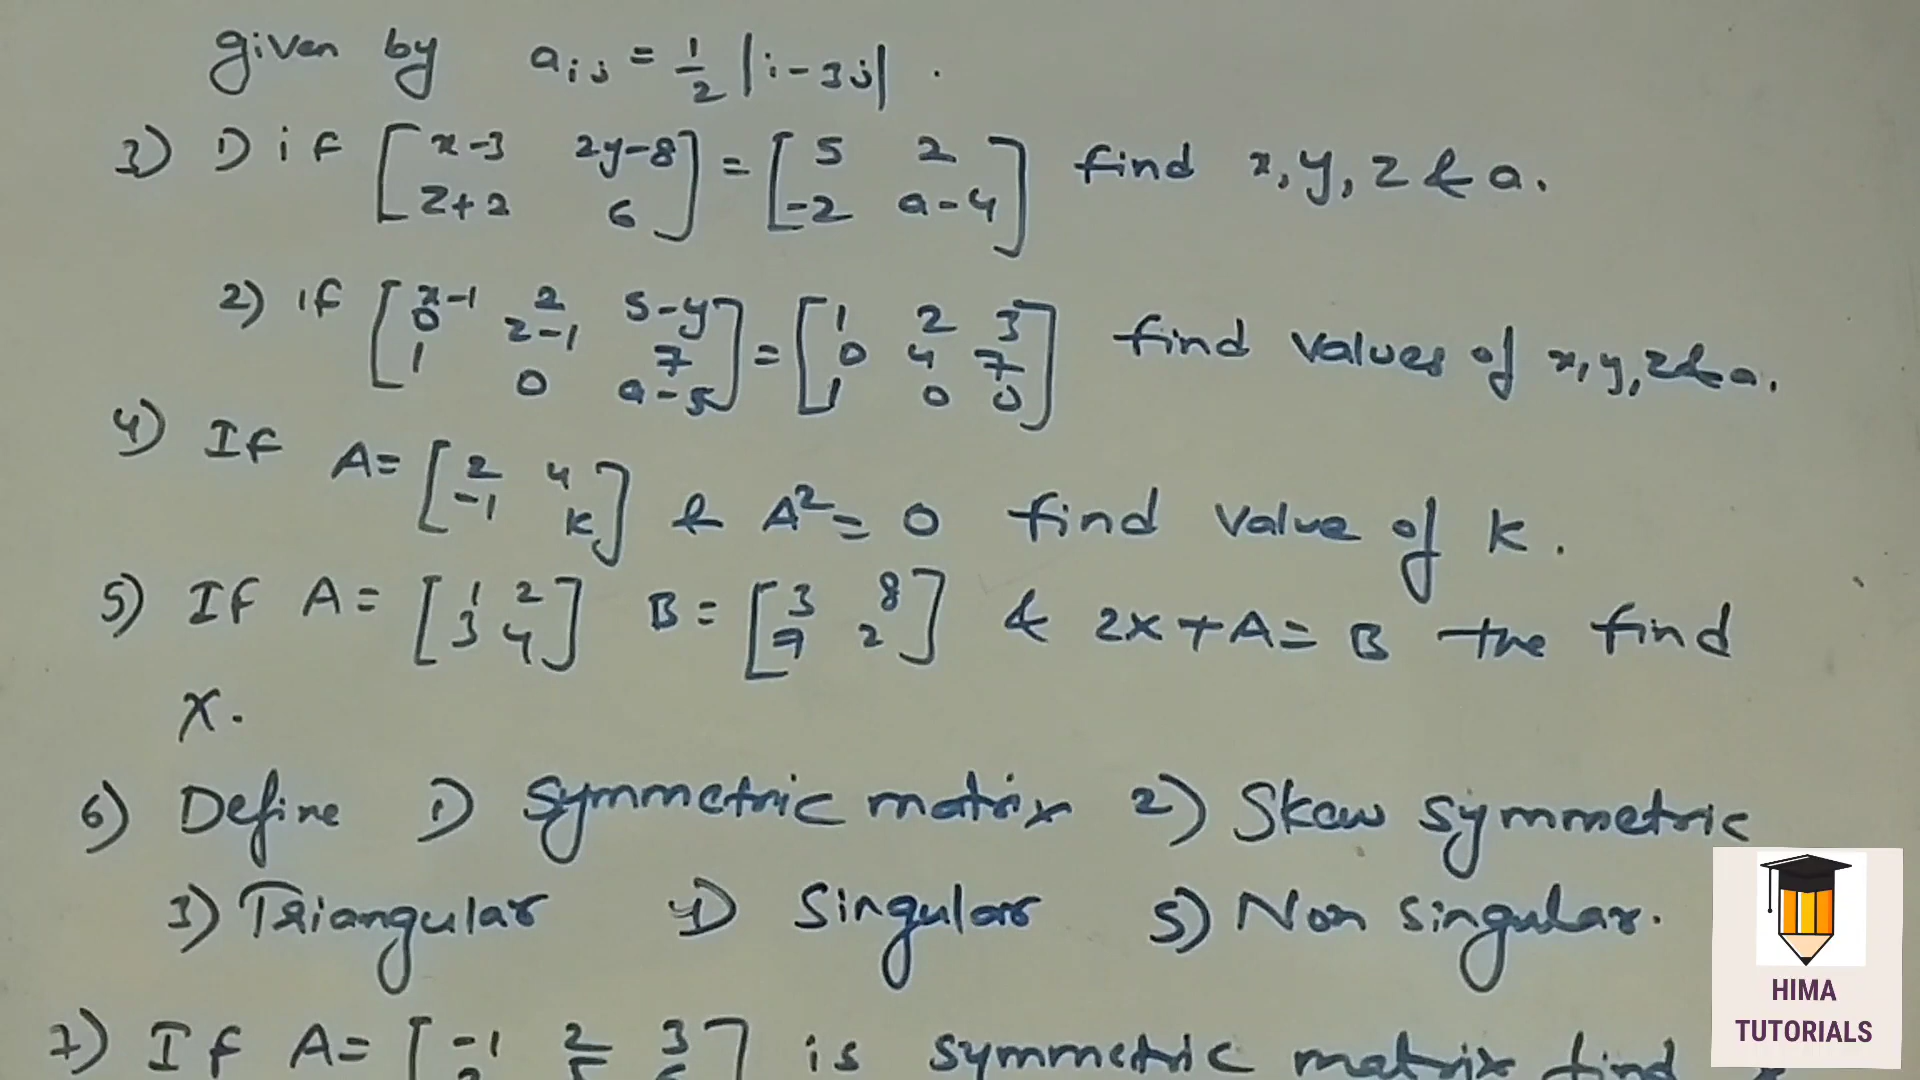 given by aij = 1/2 |i-3j| .
3) 1) if [x-3 2y-8 = [5 2 find x, y, z & a.
z+2 6] -2 a-4]
2) if [x-1 2 5-y = [1 2 3 find values of x, y, z & a.
0 z-1 7 0 4 7
1 0 a-5] 1 0 0]
4) If A= [2 4
-1 k] & A²= 0 find value of k.
5) If A= [1 2 B= [3 8 & 2x+A= B the find
3 4] 7 2]
x.
6) Define 1) Symmetric matrix 2) Skew symmetric
3) Triangular 4) Singular 5) Non singular.
7) If A= [-1 2 3] is symmetric matrix find x
HIMA
TUTORIALS